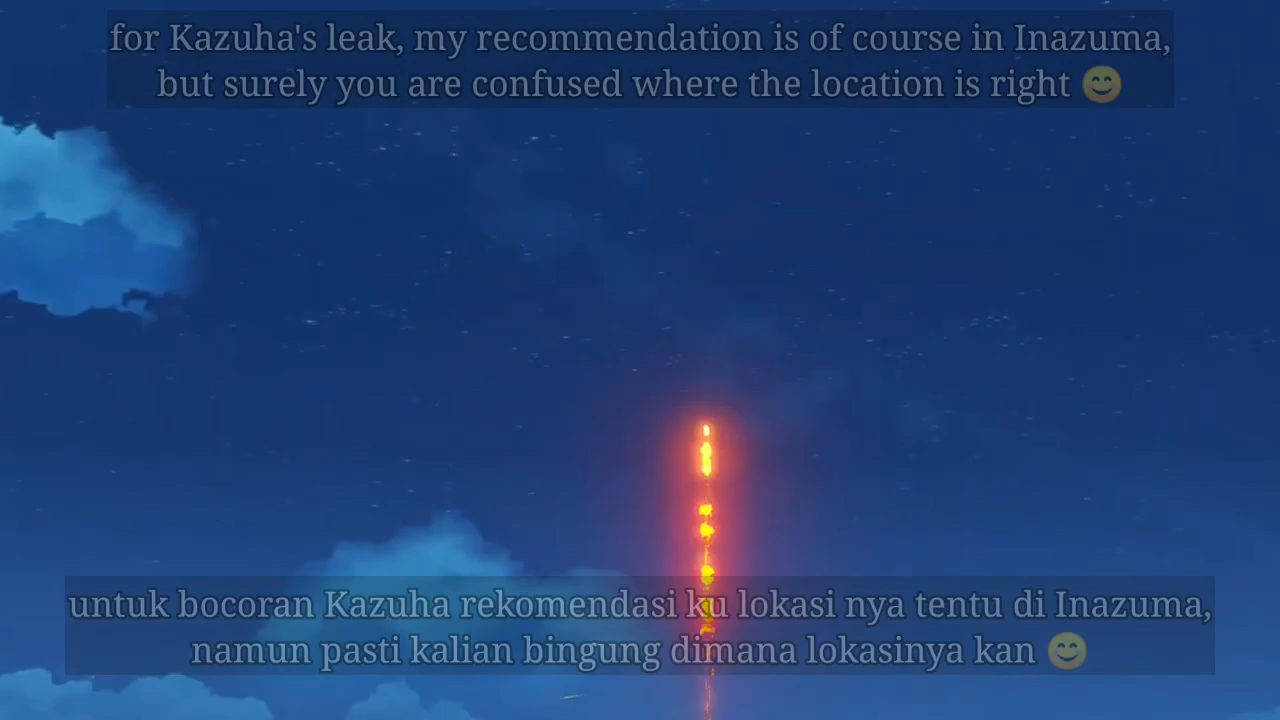 for Kazuha's leak, my recommendation is of course in Inazuma,
but surely you are confused where the location is right 😊
untuk bocoran Kazuha rekomendasi ku lokasi nya tentu di Inazuma,
namun pasti kalian bingung dimana lokasinya kan 😊